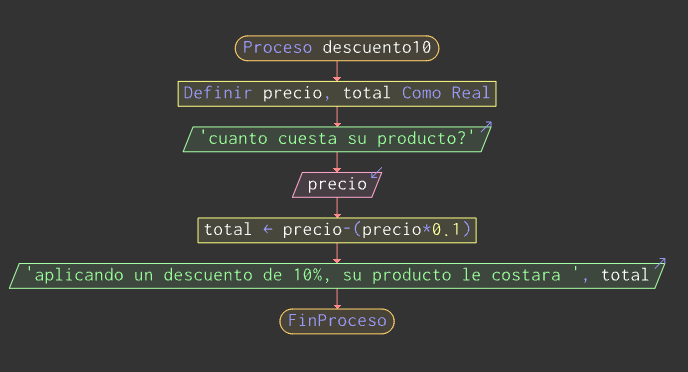 Proceso descuento10
Definir precio, total Como Real
'cuanto cuesta su producto?'
precio
total ← precio-(precio*0.1)
'aplicando un descuento de 10%, su producto le costara ', total
FinProceso